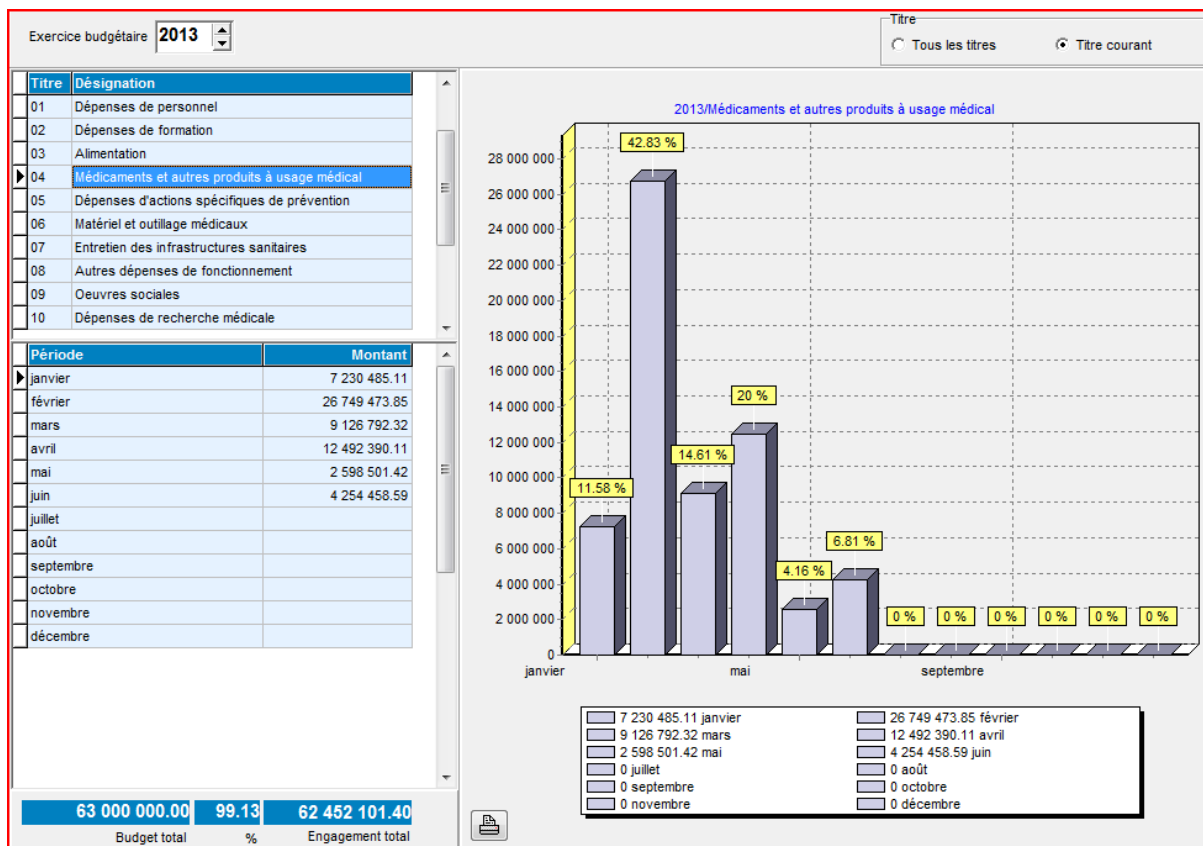 Exercice budgétaire 2013
Titre
Tous les titres Titre courant
Titre Désignation
01 Dépenses de personnel
02 Dépenses de formation
03 Alimentation
04 Médicaments et autres produits à usage médical
05 Dépenses d'actions spécifiques de prévention
06 Matériel et outillage médicaux
07 Entretien des infrastructures sanitaires
08 Autres dépenses de fonctionnement
09 Oeuvres sociales
10 Dépenses de recherche médicale
Période Montant
janvier 7 230 485.11
février 26 749 473.85
mars 9 126 792.32
avril 12 492 390.11
mai 2 598 501.42
juin 4 254 458.59
juillet
août
septembre
octobre
novembre
décembre
63 000 000.00 99.13 62 452 101.40
Budget total % Engagement total
2013/Médicaments et autres produits à usage médical
28 000 000
26 000 000
24 000 000
22 000 000
20 000 000
18 000 000
16 000 000
14 000 000
12 000 000
10 000 000
8 000 000
6 000 000
4 000 000
2 000 000
0
11.58 %
42.83 %
14.61 %
20 %
4.16 %
6.81 %
0 %
0 %
0 %
0 %
0 %
0 %
janvier mai septembre
7 230 485.11 janvier 26 749 473.85 février
9 126 792.32 mars 12 492 390.11 avril
2 598 501.42 mai 4 254 458.59 juin
0 juillet 0 août
0 septembre 0 octobre
0 novembre 0 décembre